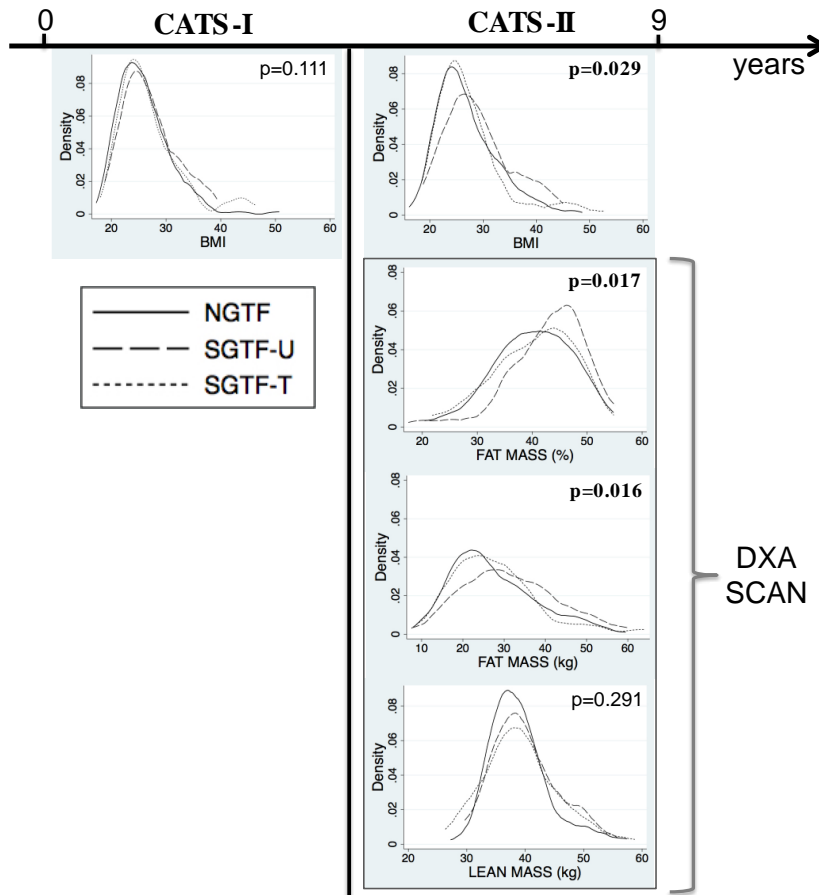 0 CATS-I CATS-II 9
years
p=0.111
Density
0 .02 .04 .06 .08
20 30 40 50 60
BMI
p=0.029
Density
0 .02 .04 .06 .08
20 30 40 50 60
BMI
NGTF
SGTF-U
SGTF-T
p=0.017
Density
0 .02 .04 .06 .08
20 30 40 50 60
FAT MASS (%)
p=0.016
Density
0 .02 .04 .06 .08
10 20 30 40 50 60
FAT MASS (kg)
p=0.291
Density
0 .02 .04 .06 .08
20 30 40 50 60
LEAN MASS (kg)
DXA
SCAN